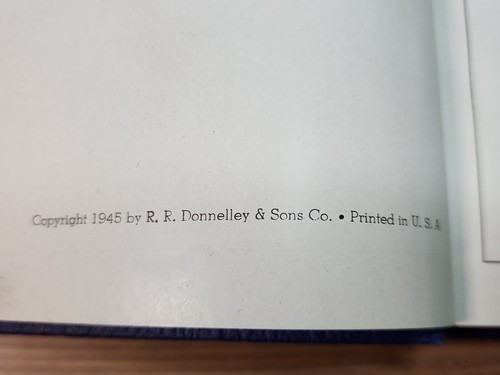 Copyright 1945 by R. R. Donnelley & Sons Co. • Printed in U. S. A